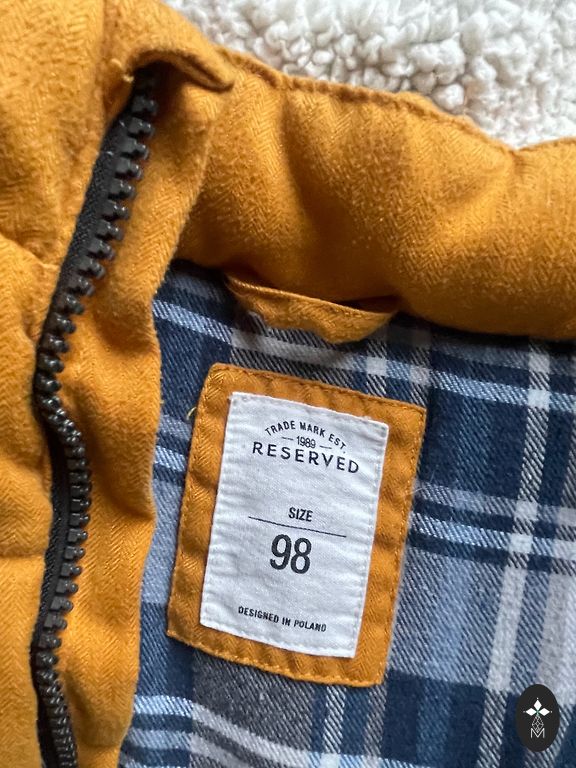 TRADE MARK EST.
1989
RESERVED
SIZE
98
DESIGNED IN POLAND